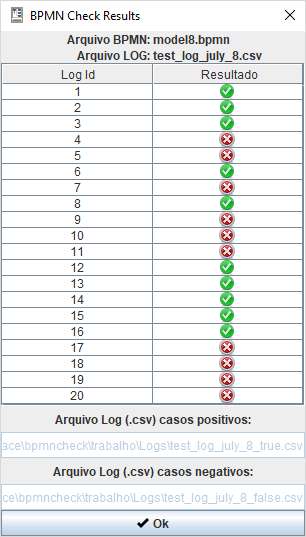 BPMN Check Results
Arquivo BPMN: model8.bpmn
Arquivo LOG: test_log_july_8.csv
Log Id Resultado
1
2
3
4
5
6
7
8
9
10
11
12
13
14
15
16
17
18
19
20
Arquivo Log (.csv) casos positivos:
ace\bpmncheck\trabalho\Logs\test_log_july_8_true.csv
Arquivo Log (.csv) casos negativos:
ce\bpmncheck\trabalho\Logs\test_log_july_8_false.csv
Ok